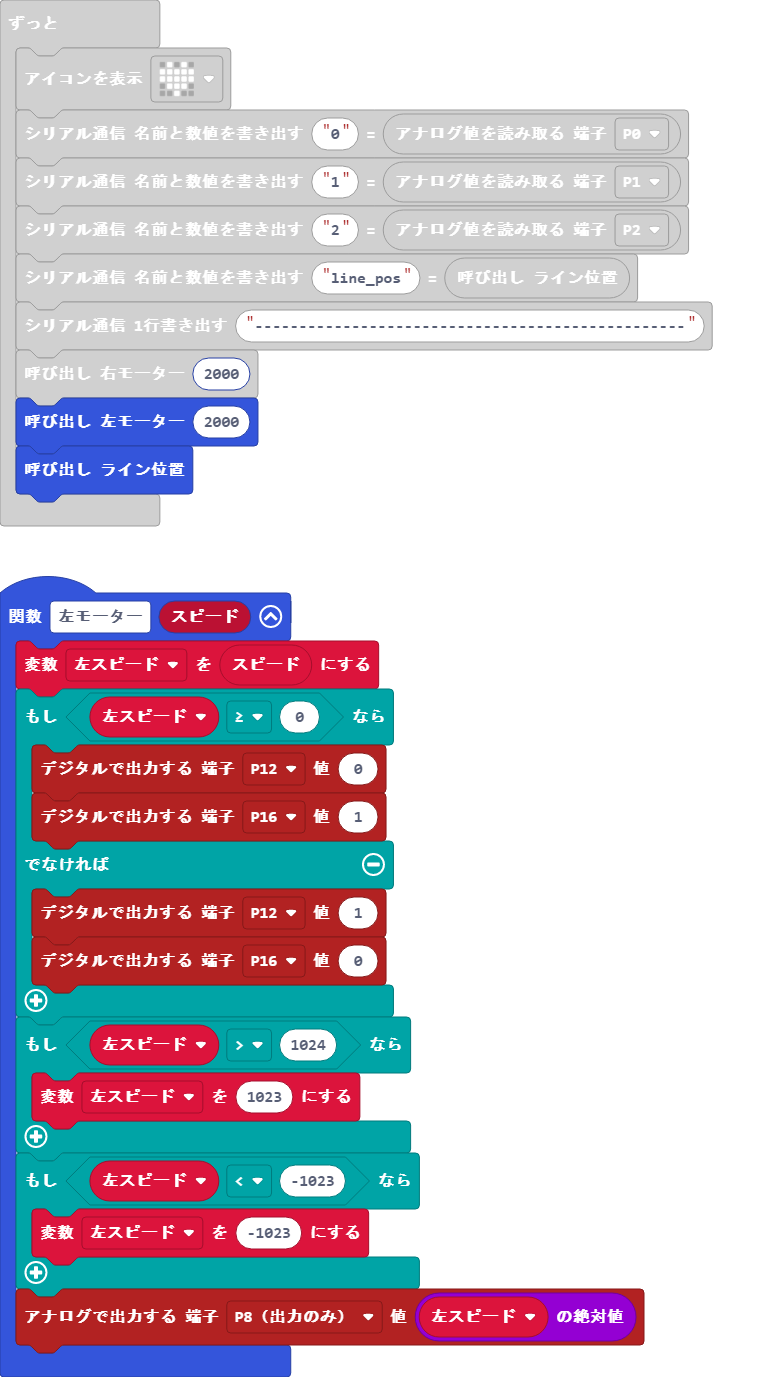 ずっと
アイコンを表示
シリアル通信 名前と数値を書き出す "0" = アナログ値を読み取る 端子 P0
シリアル通信 名前と数値を書き出す "1" = アナログ値を読み取る 端子 P1
シリアル通信 名前と数値を書き出す "2" = アナログ値を読み取る 端子 P2
シリアル通信 名前と数値を書き出す "line_pos" = 呼び出し ライン位置
シリアル通信 1行書き出す "-------------------------------------------------"
呼び出し 右モーター 2000
呼び出し 左モーター 2000
呼び出し ライン位置
関数 左モーター スピード
変数 左スピード を スピード にする
もし 左スピード ≥ 0 なら
デジタルで出力する 端子 P12 値 0
デジタルで出力する 端子 P16 値 1
でなければ
デジタルで出力する 端子 P12 値 1
デジタルで出力する 端子 P16 値 0
もし 左スピード > 1024 なら
変数 左スピード を 1023 にする
もし 左スピード < -1023 なら
変数 左スピード を -1023 にする
アナログで出力する 端子 P8（出力のみ） 値 左スピード の絶対値